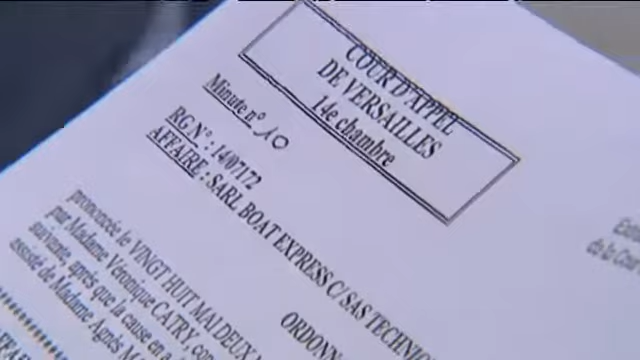 COUR D'APPEL
DE VERSAILLES
14e chambre
Minute n° 10
RG N° : 14/07172
AFFAIRE : SARL BOAT EXPRESS C/ SAS TECHNI
ORDONN
prononcée le VINGT HUIT MAI DEUX
par Madame Véronique CATRY, con
suivante, après que la cause en a
assisté de Madame Agnès
de la Cour